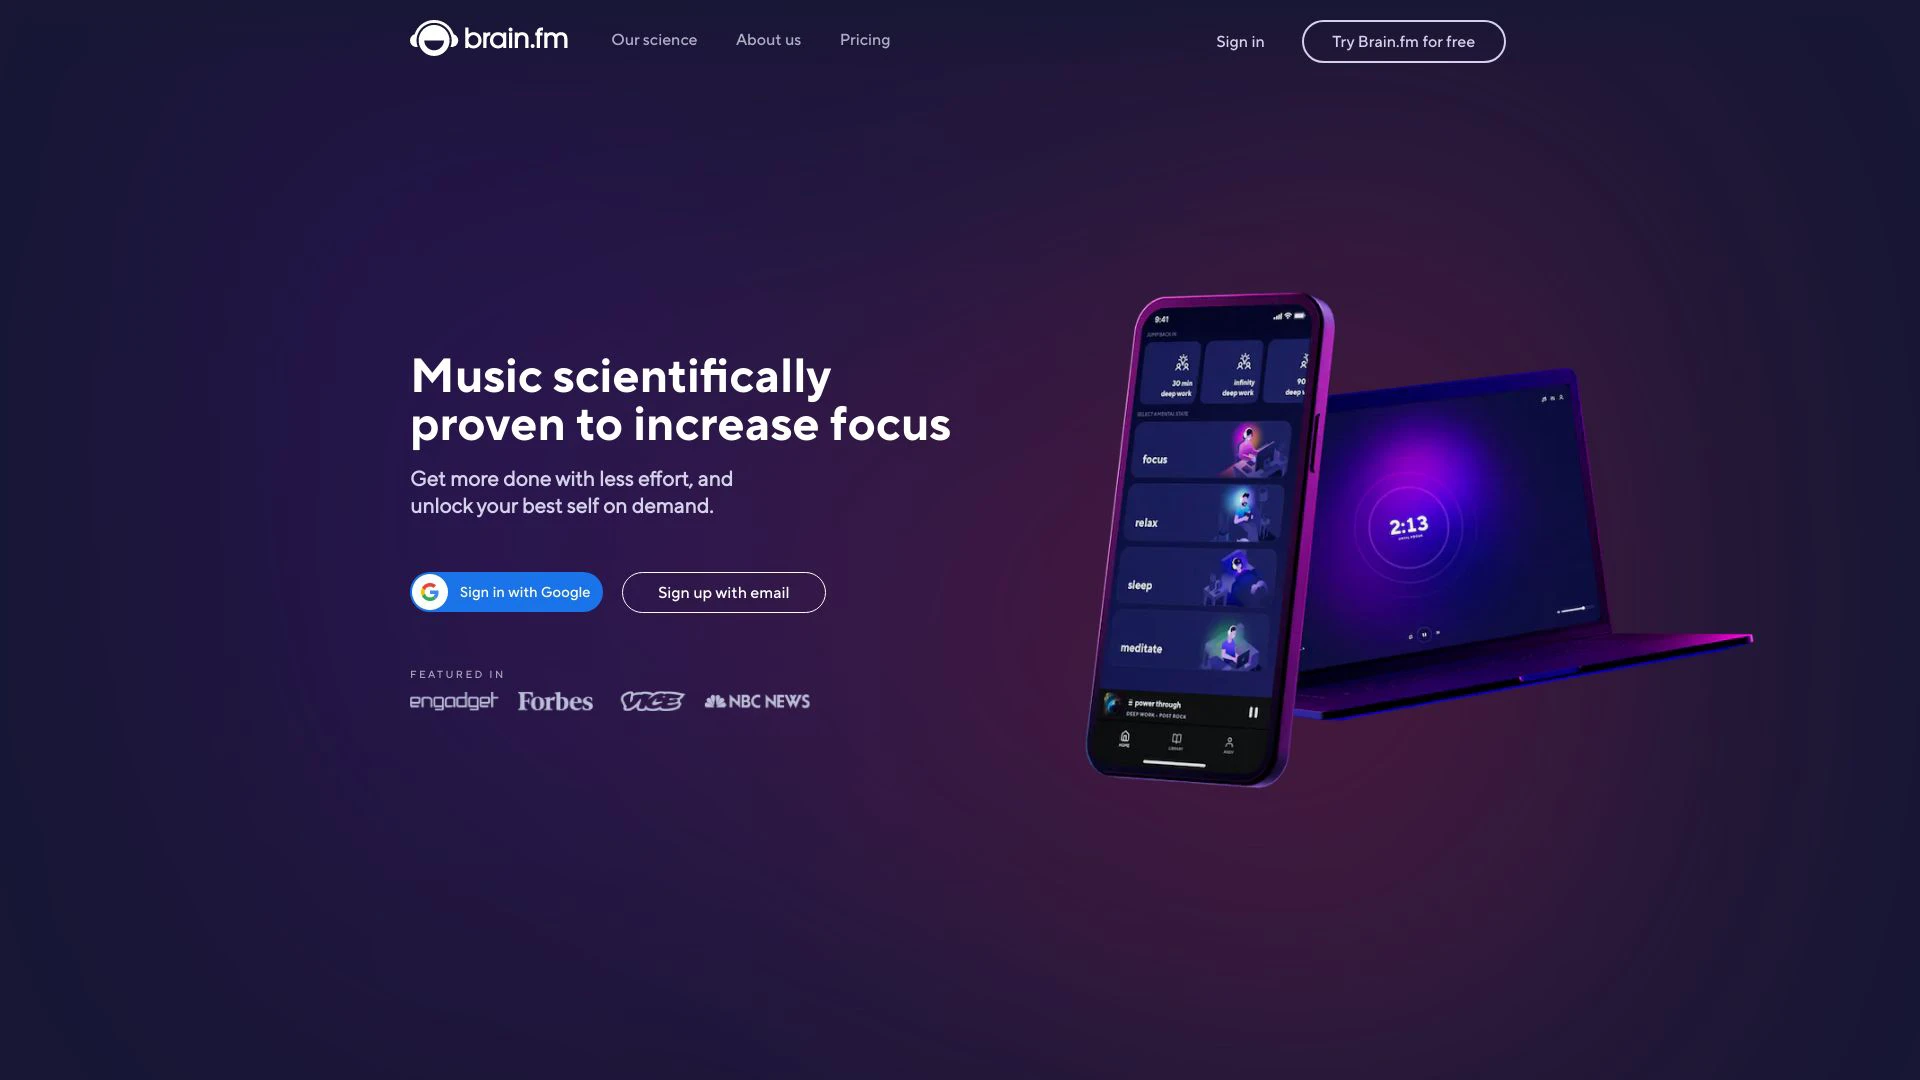 brain.fm
Our science
About us
Pricing
Sign in
Try Brain.fm for free
Music scientifically
proven to increase focus
Get more done with less effort, and
unlock your best self on demand.
Sign in with Google
Sign up with email
FEATURED IN
engadget
Forbes
VICE
NBC NEWS
9:41
JUMP BACK IN
30 min
deep work
infinity
deep work
90
deep
SELECT A MENTAL STATE
focus
relax
sleep
meditate
power through
DEEP WORK • POST ROCK
HOME
LIBRARY
2:13
UNTIL FOCUS